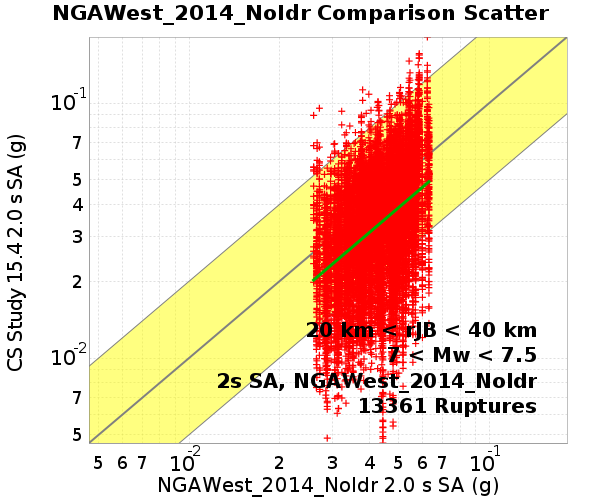 NGAWest_2014_NoIdr Comparison Scatter
CS Study 15.4 2.0 s SA (g)
10⁻¹
7
5
4
3
2
10⁻²
7
5
20 km < rJB < 40 km
7 < Mw < 7.5
2s SA, NGAWest_2014_NoIdr
13361 Ruptures
5 6 7 10⁻² 2 3 4 5 6 7 10⁻¹
NGAWest_2014_NoIdr 2.0 s SA (g)